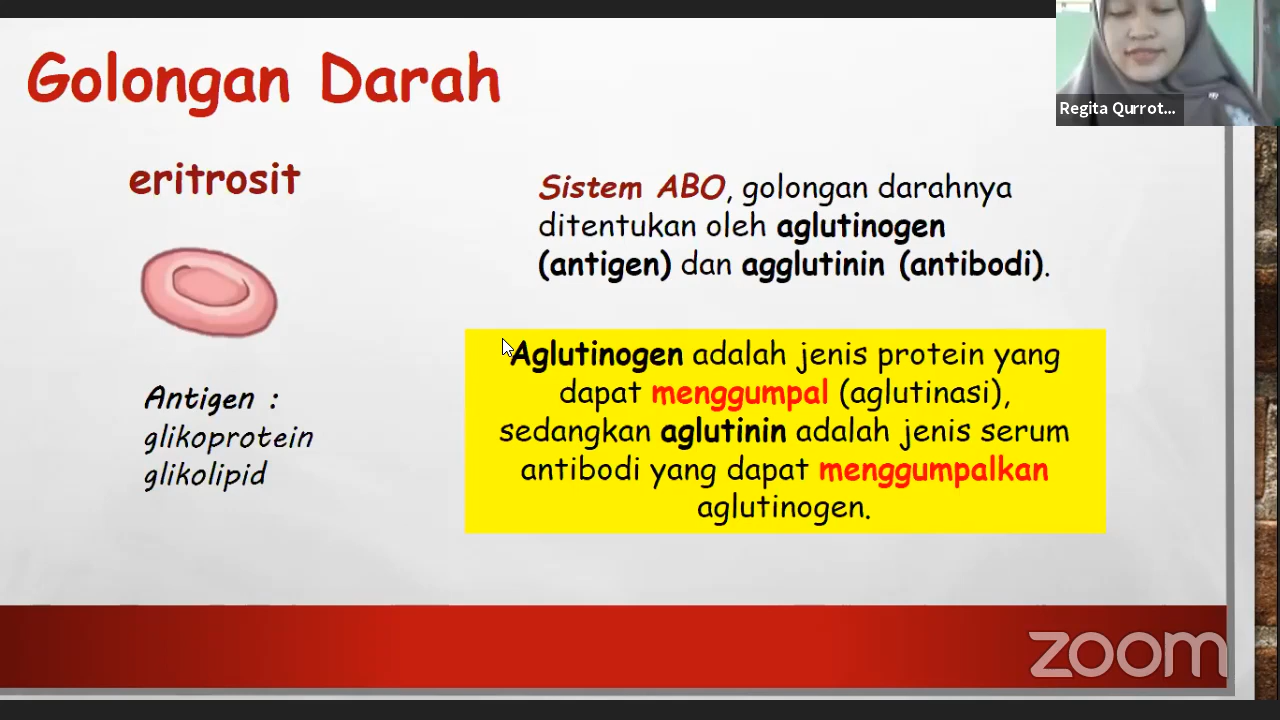 Golongan Darah
Regita Qurrot...
eritrosit
Sistem ABO, golongan darahnya
ditentukan oleh aglutinogen
(antigen) dan agglutinin (antibodi).
Aglutinogen adalah jenis protein yang
dapat menggumpal (aglutinasi),
sedangkan aglutinin adalah jenis serum
antibodi yang dapat menggumpalkan
aglutinogen.
Antigen :
glikoprotein
glikolipid
zoom